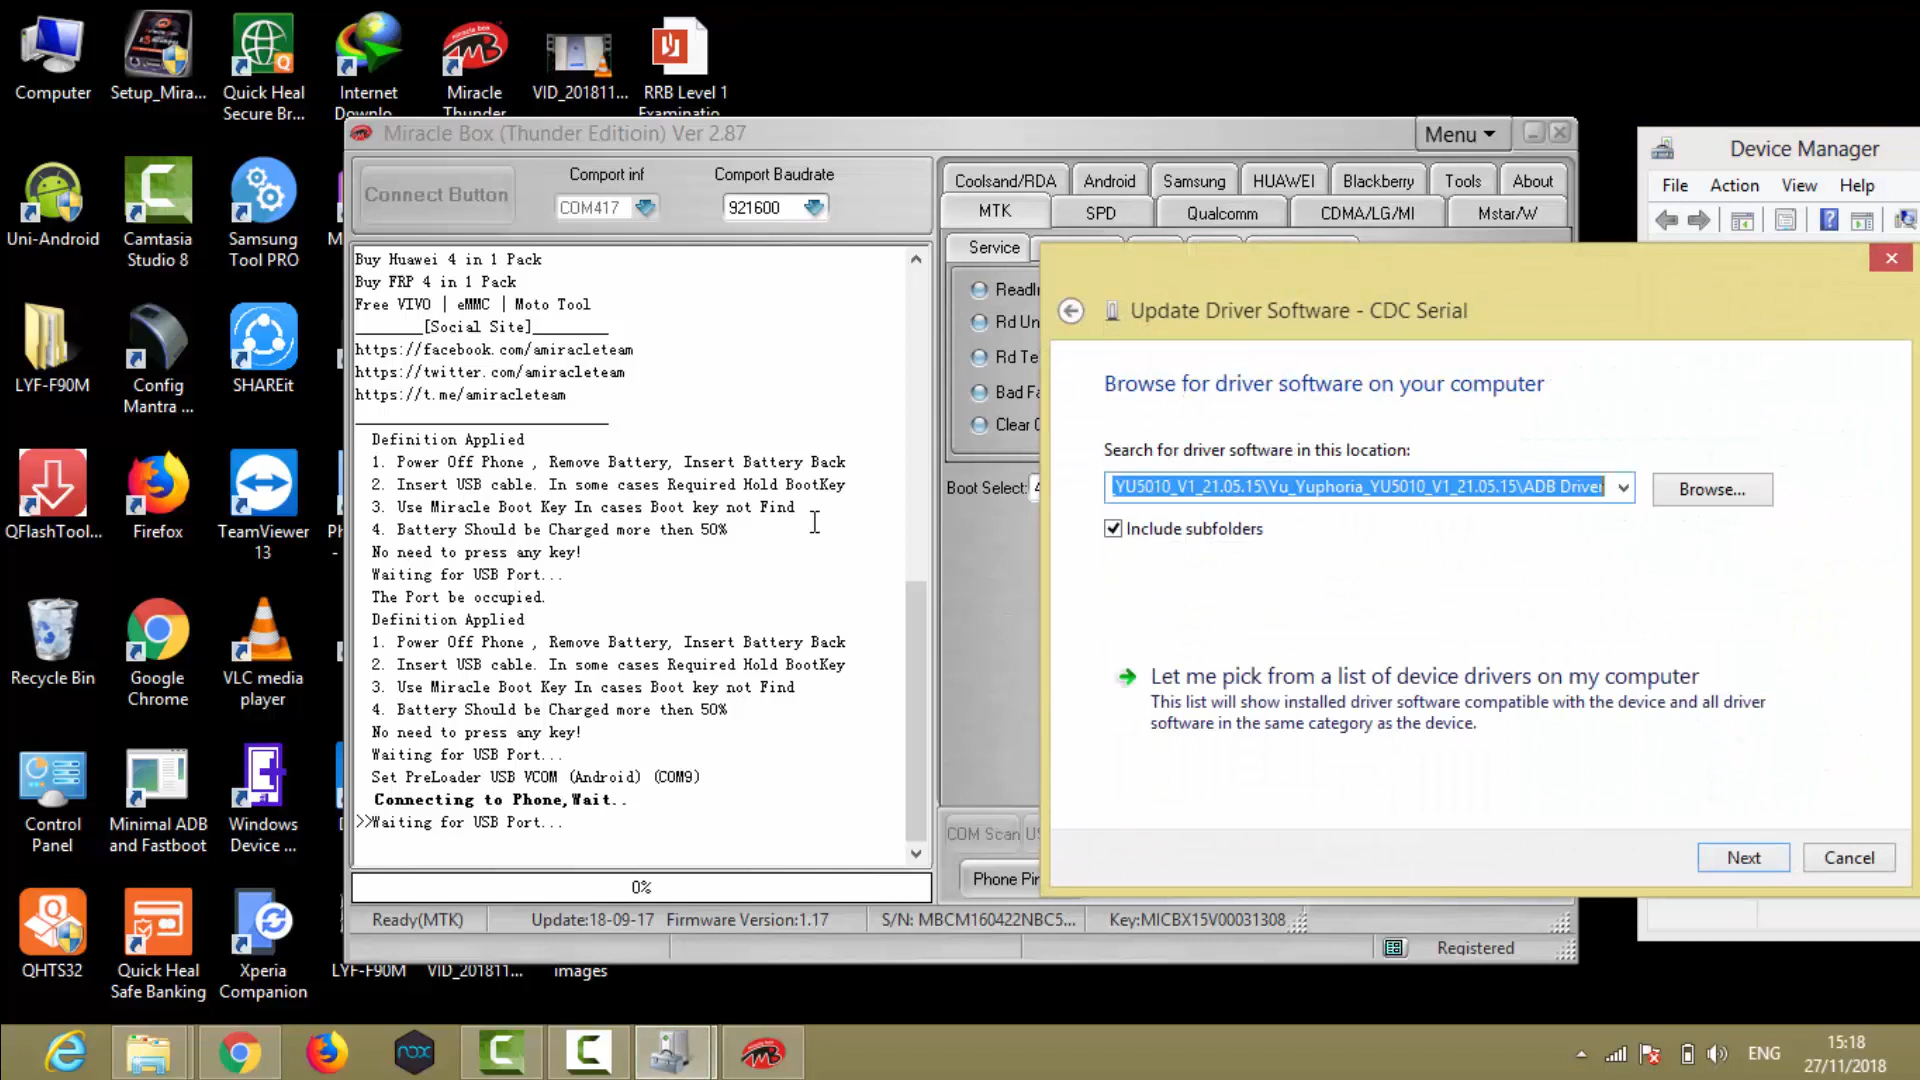 Computer
Setup_Mira...
Quick Heal
Secure Br...
Internet
Downlo
Miracle
Thunder
VID_201811...
RRB Level 1
Examination
Uni-Android
Camtasia
Studio 8
Samsung
Tool PRO
LYF-F90M
Config
Mantra ...
SHAREit
QFlashTool...
Firefox
TeamViewer
13
Recycle Bin
Google
Chrome
VLC media
player
Control
Panel
Minimal ADB
and Fastboot
Windows
Device ...
QHTS32
Quick Heal
Safe Banking
Xperia
Companion
LYF-F90M
VID_201811...
images
Miracle Box (Thunder Editioin) Ver 2.87
Menu
Connect Button
Comport inf
COM417
Comport Baudrate
921600
Coolsand/RDA
Android
Samsung
HUAWEI
Blackberry
Tools
About
MTK
SPD
Qualcomm
CDMA/LG/MI
Mstar/W
Service
Buy Huawei 4 in 1 Pack
Buy FRP 4 in 1 Pack
Free VIVO | eMMC | Moto Tool
________[Social Site]_________
https://facebook.com/amiracleteam
https://twitter.com/amiracleteam
https://t.me/amiracleteam
Definition Applied
1. Power Off Phone , Remove Battery, Insert Battery Back
2. Insert USB cable. In some cases Required Hold BootKey
3. Use Miracle Boot Key In cases Boot key not Find
4. Battery Should be Charged more then 50%
No need to press any key!
Waiting for USB Port...
The Port be occupied.
Definition Applied
1. Power Off Phone , Remove Battery, Insert Battery Back
2. Insert USB cable. In some cases Required Hold BootKey
3. Use Miracle Boot Key In cases Boot key not Find
4. Battery Should be Charged more then 50%
No need to press any key!
Waiting for USB Port...
Set PreLoader USB VCOM (Android) (COM9)
Connecting to Phone,Wait..
>>Waiting for USB Port...
0%
ReadI
Rd Un
Rd Te
Bad Fa
Clear
Boot Select:
COM Scan
Phone Pin
Ready(MTK)
Update:18-09-17 Firmware Version:1.17
S/N: MBCM160422NBC5...
Key:MICBX15V00031308
Registered
Device Manager
File Action View Help
Update Driver Software - CDC Serial
Browse for driver software on your computer
Search for driver software in this location:
_YU5010_V1_21.05.15\Yu_Yuphoria_YU5010_V1_21.05.15\ADB Driver
Browse...
Include subfolders
Let me pick from a list of device drivers on my computer
This list will show installed driver software compatible with the device and all driver
software in the same category as the device.
Next
Cancel
nox
ENG
15:18
27/11/2018